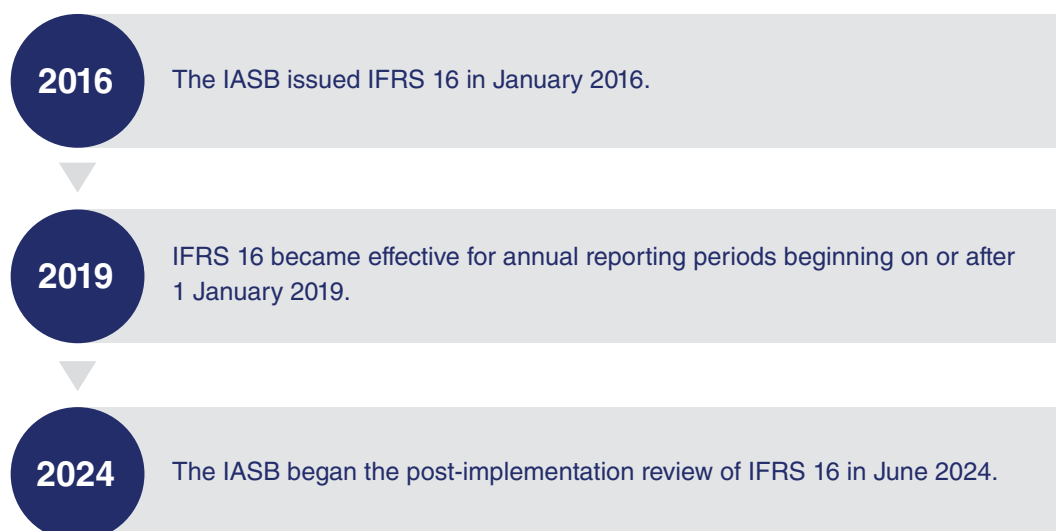 2016
The IASB issued IFRS 16 in January 2016.
2019
IFRS 16 became effective for annual reporting periods beginning on or after
1 January 2019.
2024
The IASB began the post-implementation review of IFRS 16 in June 2024.